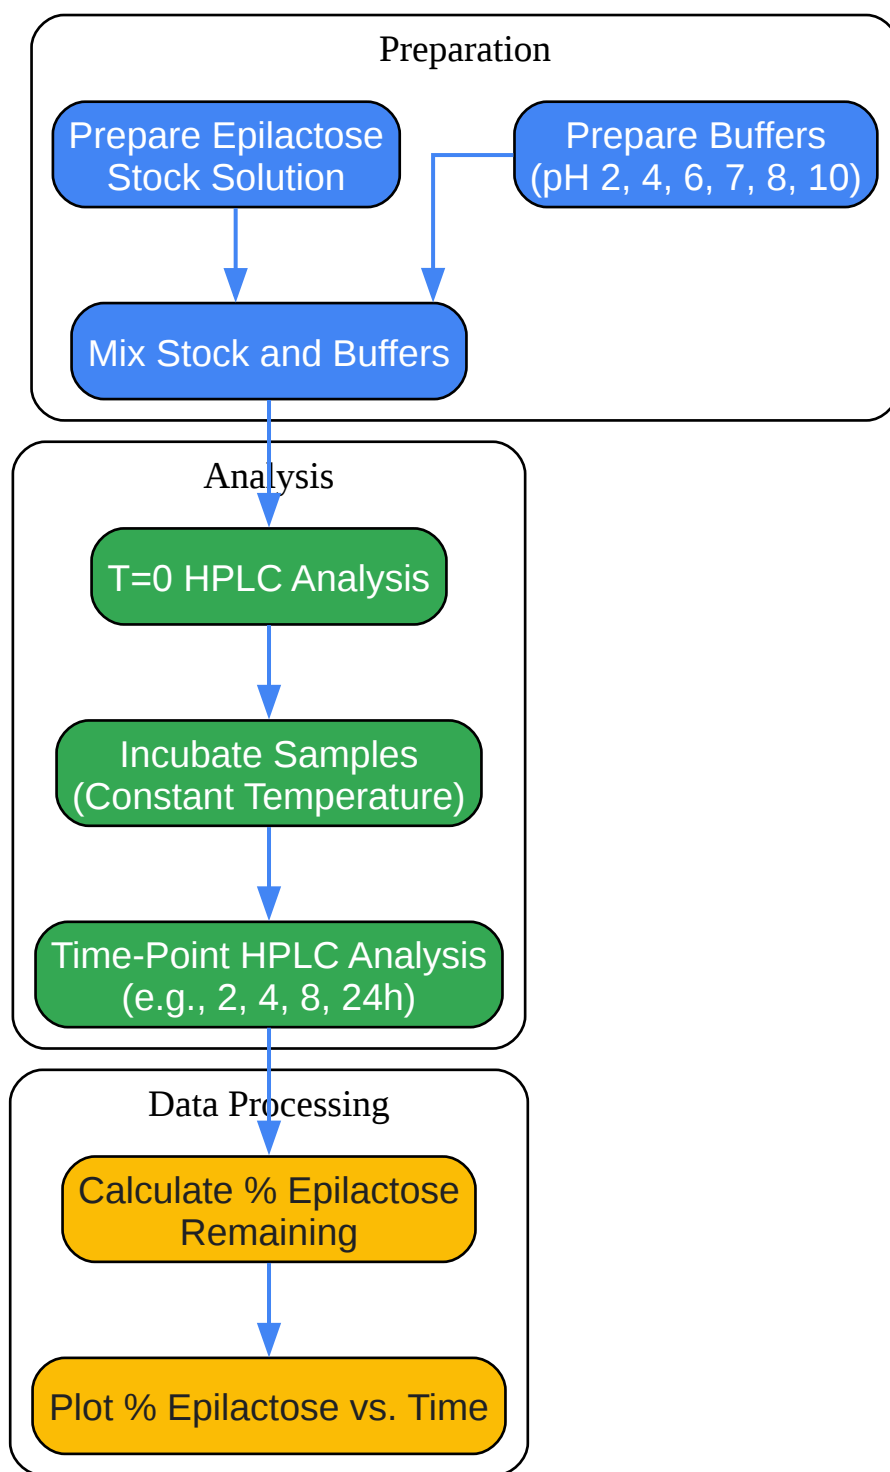 Preparation
Prepare Epilactose
Stock Solution
Prepare Buffers
(pH 2, 4, 6, 7, 8, 10)
Mix Stock and Buffers
Analysis
T=0 HPLC Analysis
Incubate Samples
(Constant Temperature)
Time-Point HPLC Analysis
(e.g., 2, 4, 8, 24h)
Data Processing
Calculate % Epilactose
Remaining
Plot % Epilactose vs. Time